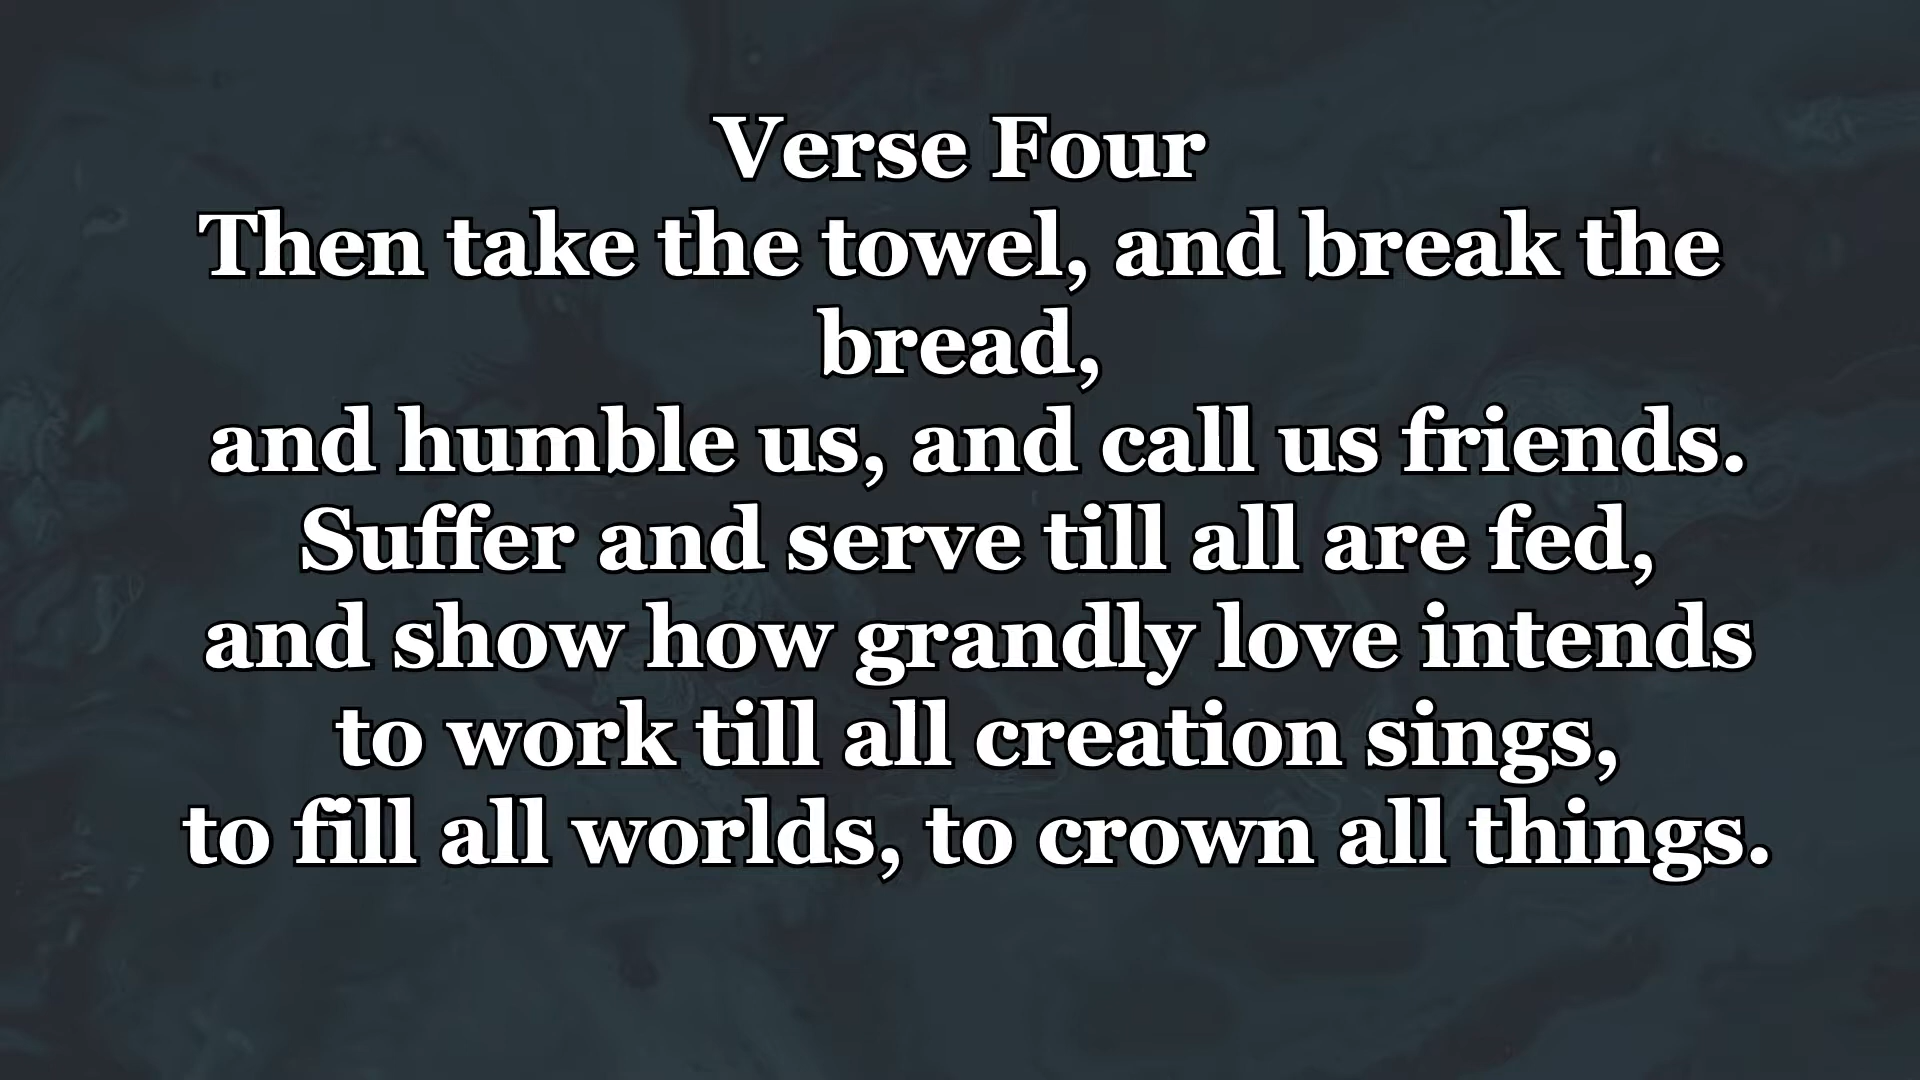 Verse Four
Then take the towel, and break the
bread,
and humble us, and call us friends.
Suffer and serve till all are fed,
and show how grandly love intends
to work till all creation sings,
to fill all worlds, to crown all things.